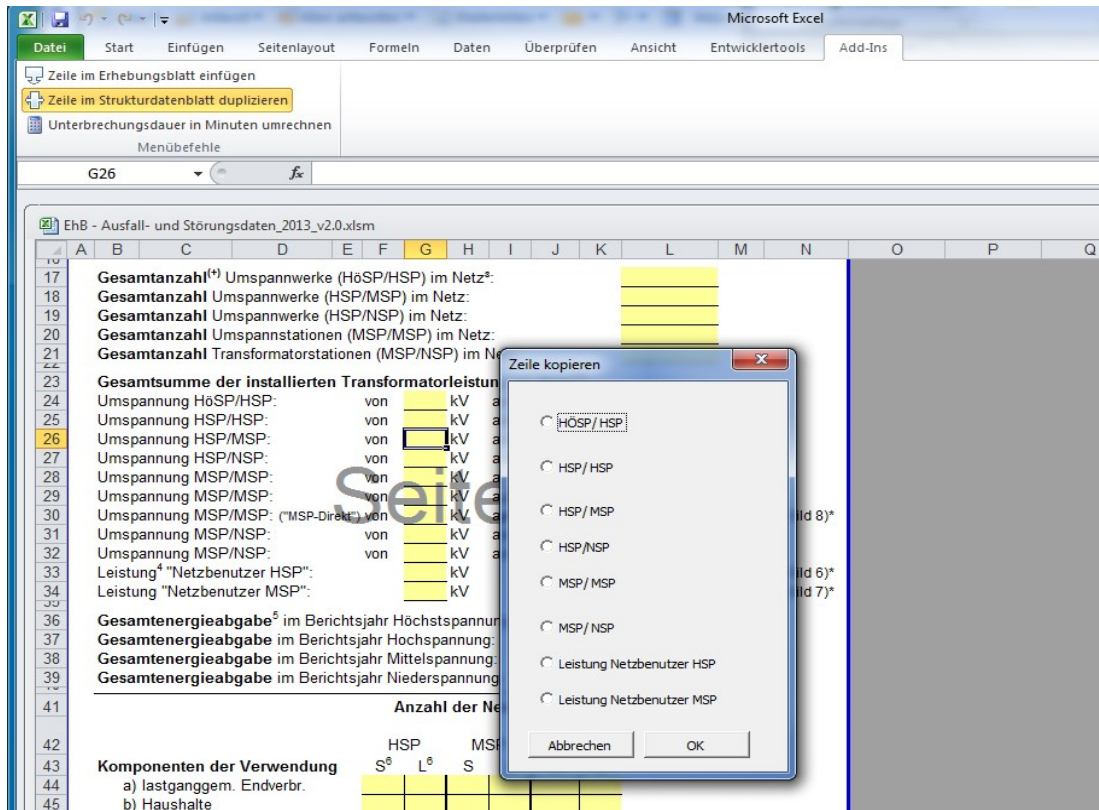 Microsoft Excel
Datei Start Einfügen Seitenlayout Formeln Daten Überprüfen Ansicht Entwicklertools Add-Ins
Zeile im Erhebungsblatt einfügen
Zeile im Strukturdatenblatt duplizieren
Unterbrechungsdauer in Minuten umrechnen
Menübefehle
G26 fx
EhB - Ausfall- und Störungsdaten_2013_v2.0.xlsm
A B C D E F G H I J K L M N O P Q
17 Gesamtanzahl(+) Umspannwerke (HöSP/HSP) im Netz³:
18 Gesamtanzahl Umspannwerke (HSP/MSP) im Netz:
19 Gesamtanzahl Umspannwerke (HSP/NSP) im Netz:
20 Gesamtanzahl Umspannstationen (MSP/MSP) im Netz:
21 Gesamtanzahl Transformatorstationen (MSP/NSP) im Ne
22
23 Gesamtsumme der installierten Transformatorleistun
24 Umspannung HöSP/HSP: von kV a
25 Umspannung HSP/HSP: von kV a
26 Umspannung HSP/MSP: von kV a
27 Umspannung HSP/NSP: von kV a
28 Umspannung MSP/MSP: von kV a
29 Umspannung MSP/MSP: von kV a
30 Umspannung MSP/MSP: ("MSP-Direkt") von kV a ild 8)*
31 Umspannung MSP/NSP: von kV a
32 Umspannung MSP/NSP: von kV a
33 Leistung⁴ "Netzbenutzer HSP": kV ild 6)*
34 Leistung "Netzbenutzer MSP": kV ild 7)*
35
36 Gesamtenergieabgabe⁵ im Berichtsjahr Höchstspannun
37 Gesamtenergieabgabe im Berichtsjahr Hochspannung:
38 Gesamtenergieabgabe im Berichtsjahr Mittelspannung:
39 Gesamtenergieabgabe im Berichtsjahr Niederspannung
41 Anzahl der Ne
42 HSP MSP
43 Komponenten der Verwendung S⁶ L⁶ S
44 a) lastganggem. Endverbr.
45 b) Haushalte
Seite
Zeile kopieren
HÖSP/ HSP
HSP/ HSP
HSP/ MSP
HSP/NSP
MSP/ MSP
MSP/ NSP
Leistung Netzbenutzer HSP
Leistung Netzbenutzer MSP
Abbrechen OK